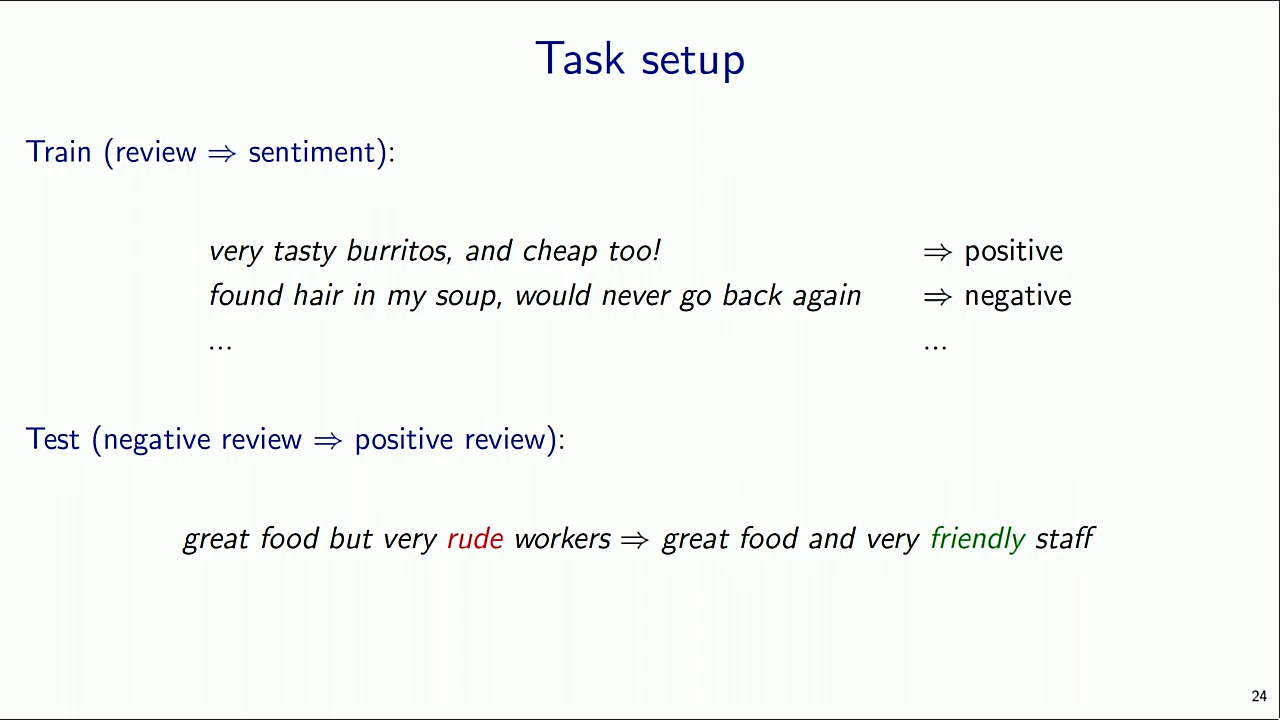 Task setup
Train (review ⇒ sentiment):
very tasty burritos, and cheap too! ⇒ positive
found hair in my soup, would never go back again ⇒ negative
... ...
Test (negative review ⇒ positive review):
great food but very rude workers ⇒ great food and very friendly staff
24